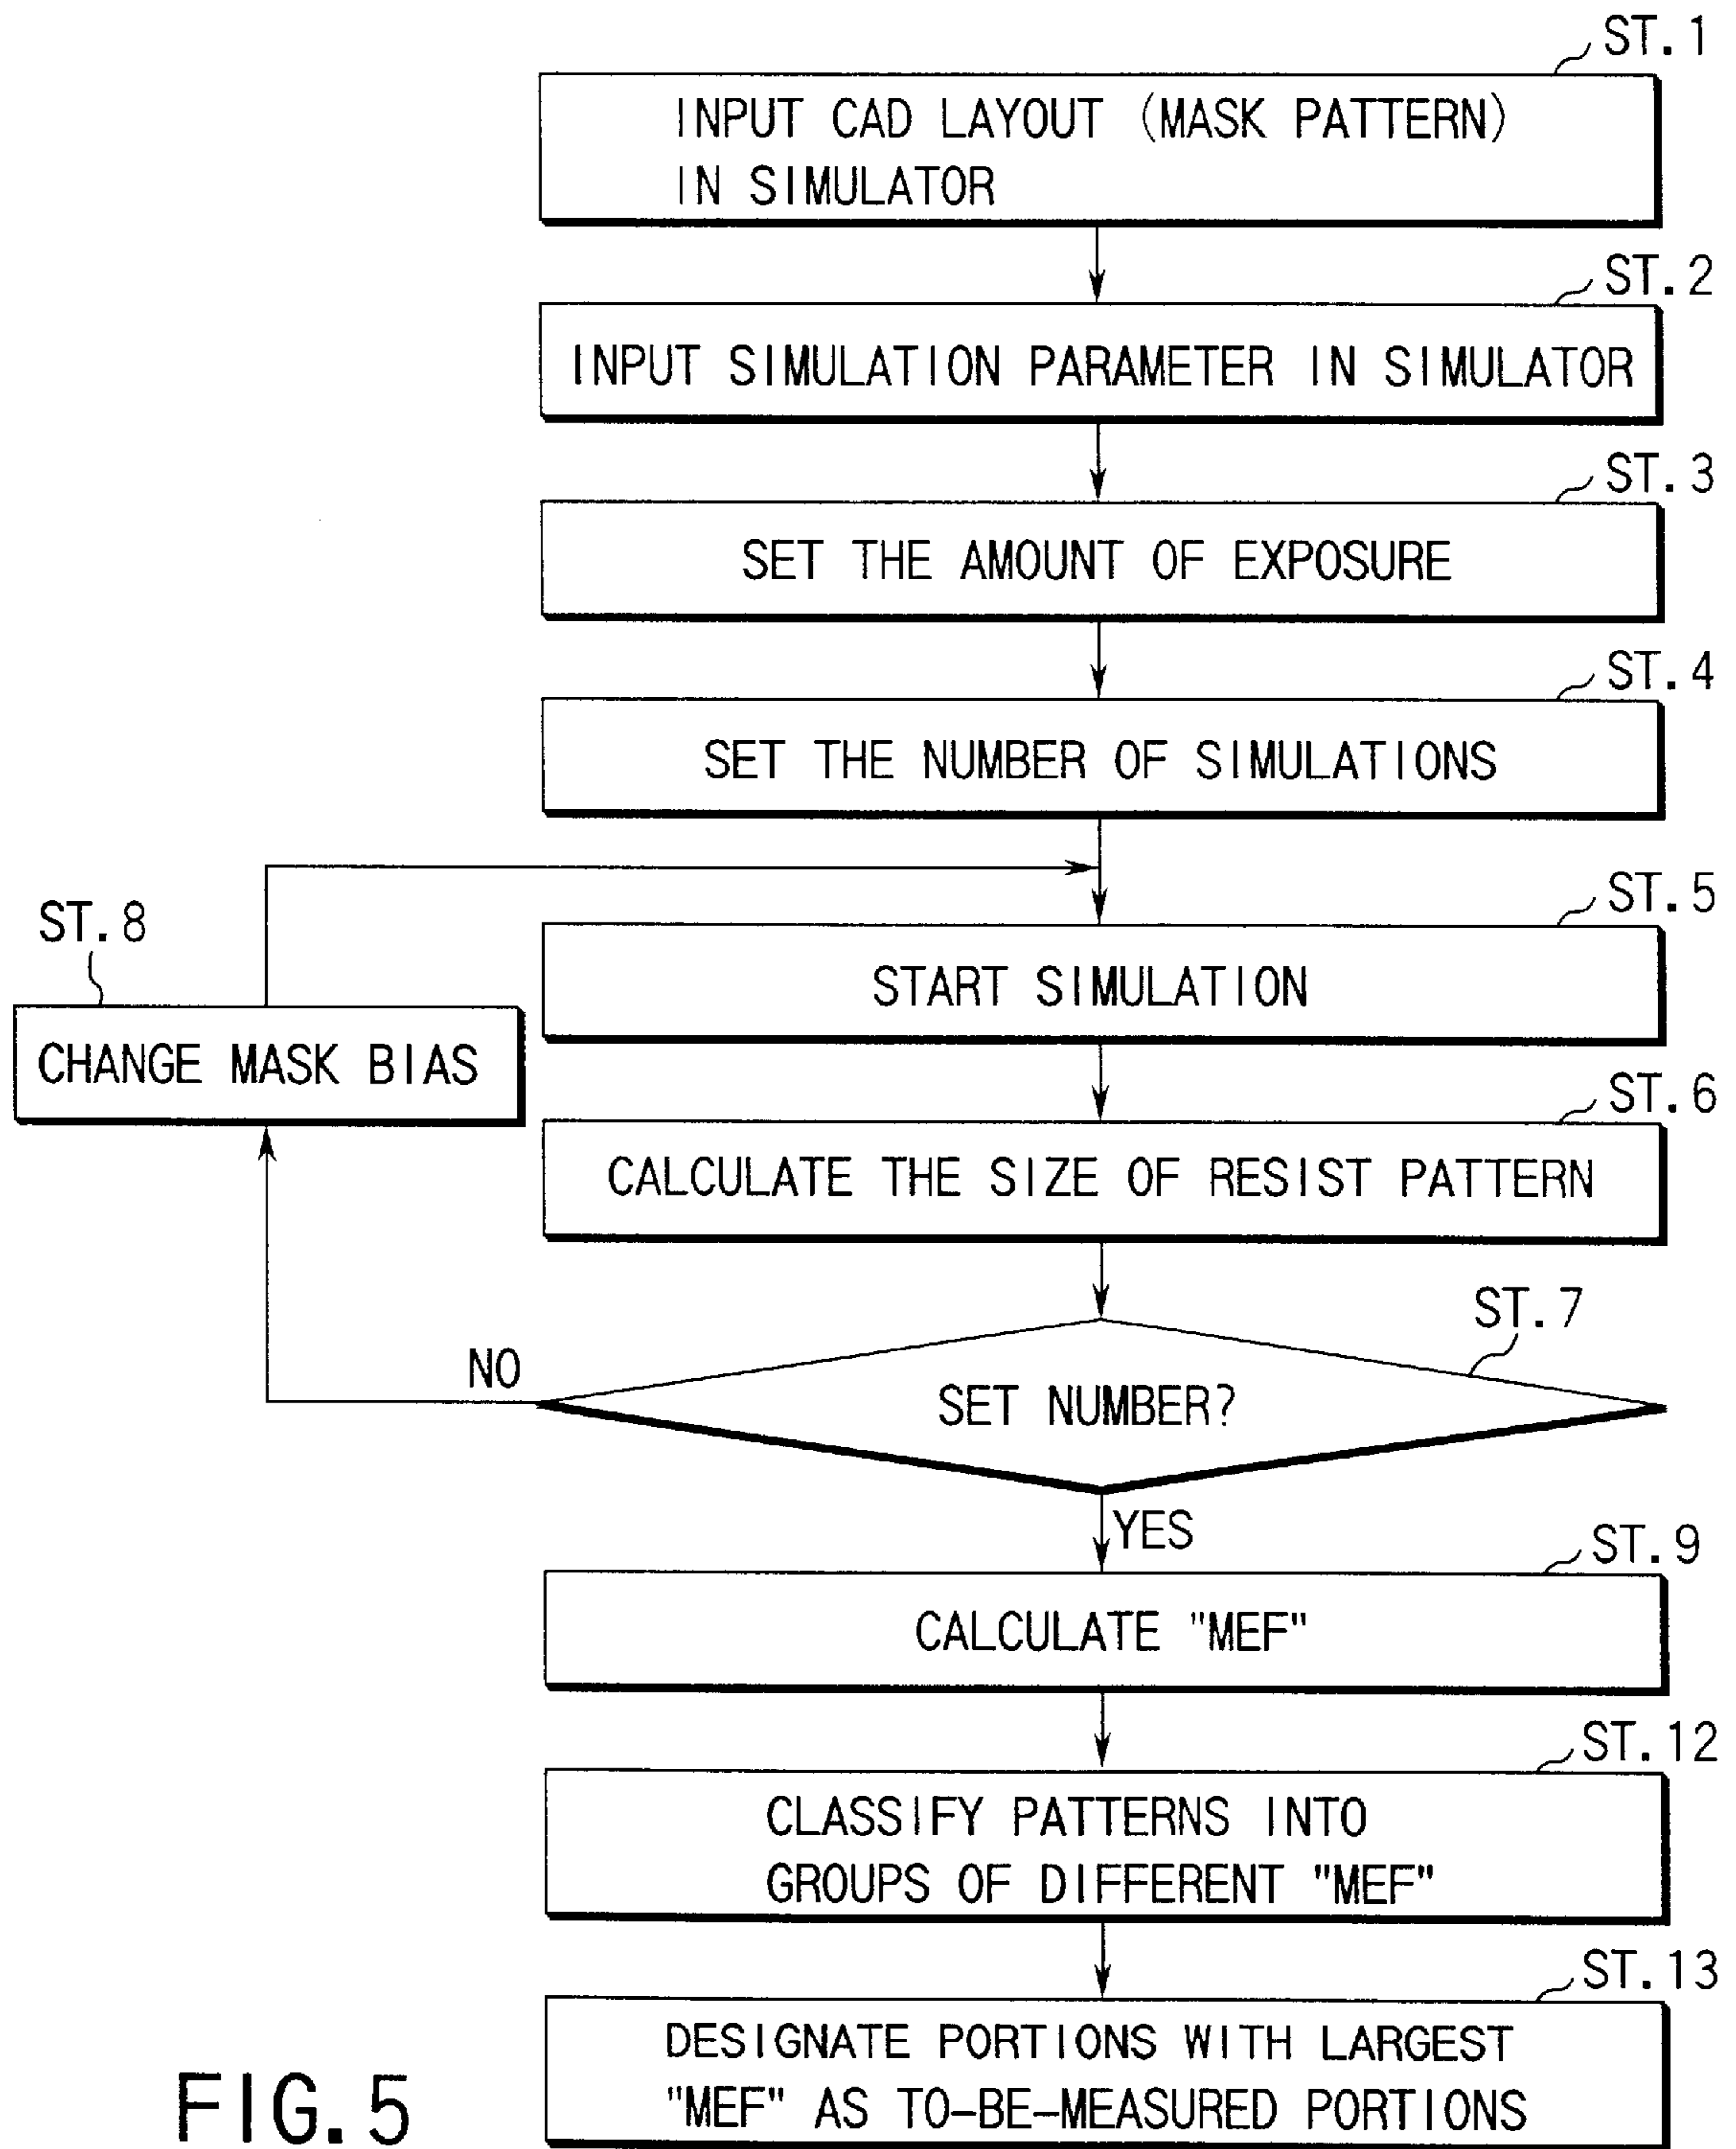 ST.1
INPUT CAD LAYOUT (MASK PATTERN)
IN SIMULATOR
ST.2
INPUT SIMULATION PARAMETER IN SIMULATOR
ST.3
SET THE AMOUNT OF EXPOSURE
ST.4
SET THE NUMBER OF SIMULATIONS
ST.5
START SIMULATION
ST.8
CHANGE MASK BIAS
ST.6
CALCULATE THE SIZE OF RESIST PATTERN
ST.7
SET NUMBER?
NO
YES
ST.9
CALCULATE "MEF"
ST.12
CLASSIFY PATTERNS INTO
GROUPS OF DIFFERENT "MEF"
ST.13
DESIGNATE PORTIONS WITH LARGEST
"MEF" AS TO-BE-MEASURED PORTIONS
FIG.5